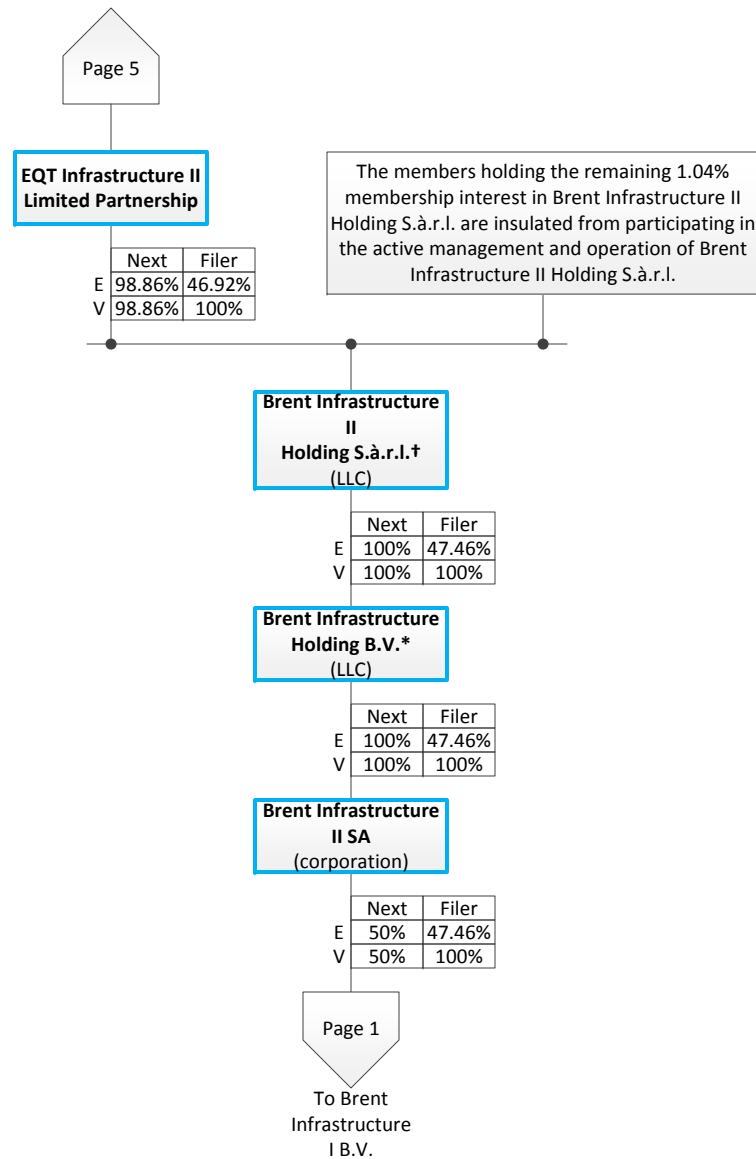 Page 5
EQT Infrastructure II
Limited Partnership
The members holding the remaining 1.04%
membership interest in Brent Infrastructure II
Holding S.à.r.l. are insulated from participating in
the active management and operation of Brent
Infrastructure II Holding S.à.r.l.
Next Filer
E 98.86% 46.92%
V 98.86% 100%
Brent Infrastructure
II
Holding S.à.r.l.†
(LLC)
Next Filer
E 100% 47.46%
V 100% 100%
Brent Infrastructure
Holding B.V.*
(LLC)
Next Filer
E 100% 47.46%
V 100% 100%
Brent Infrastructure
II SA
(corporation)
Next Filer
E 50% 47.46%
V 50% 100%
Page 1
To Brent
Infrastructure
I B.V.